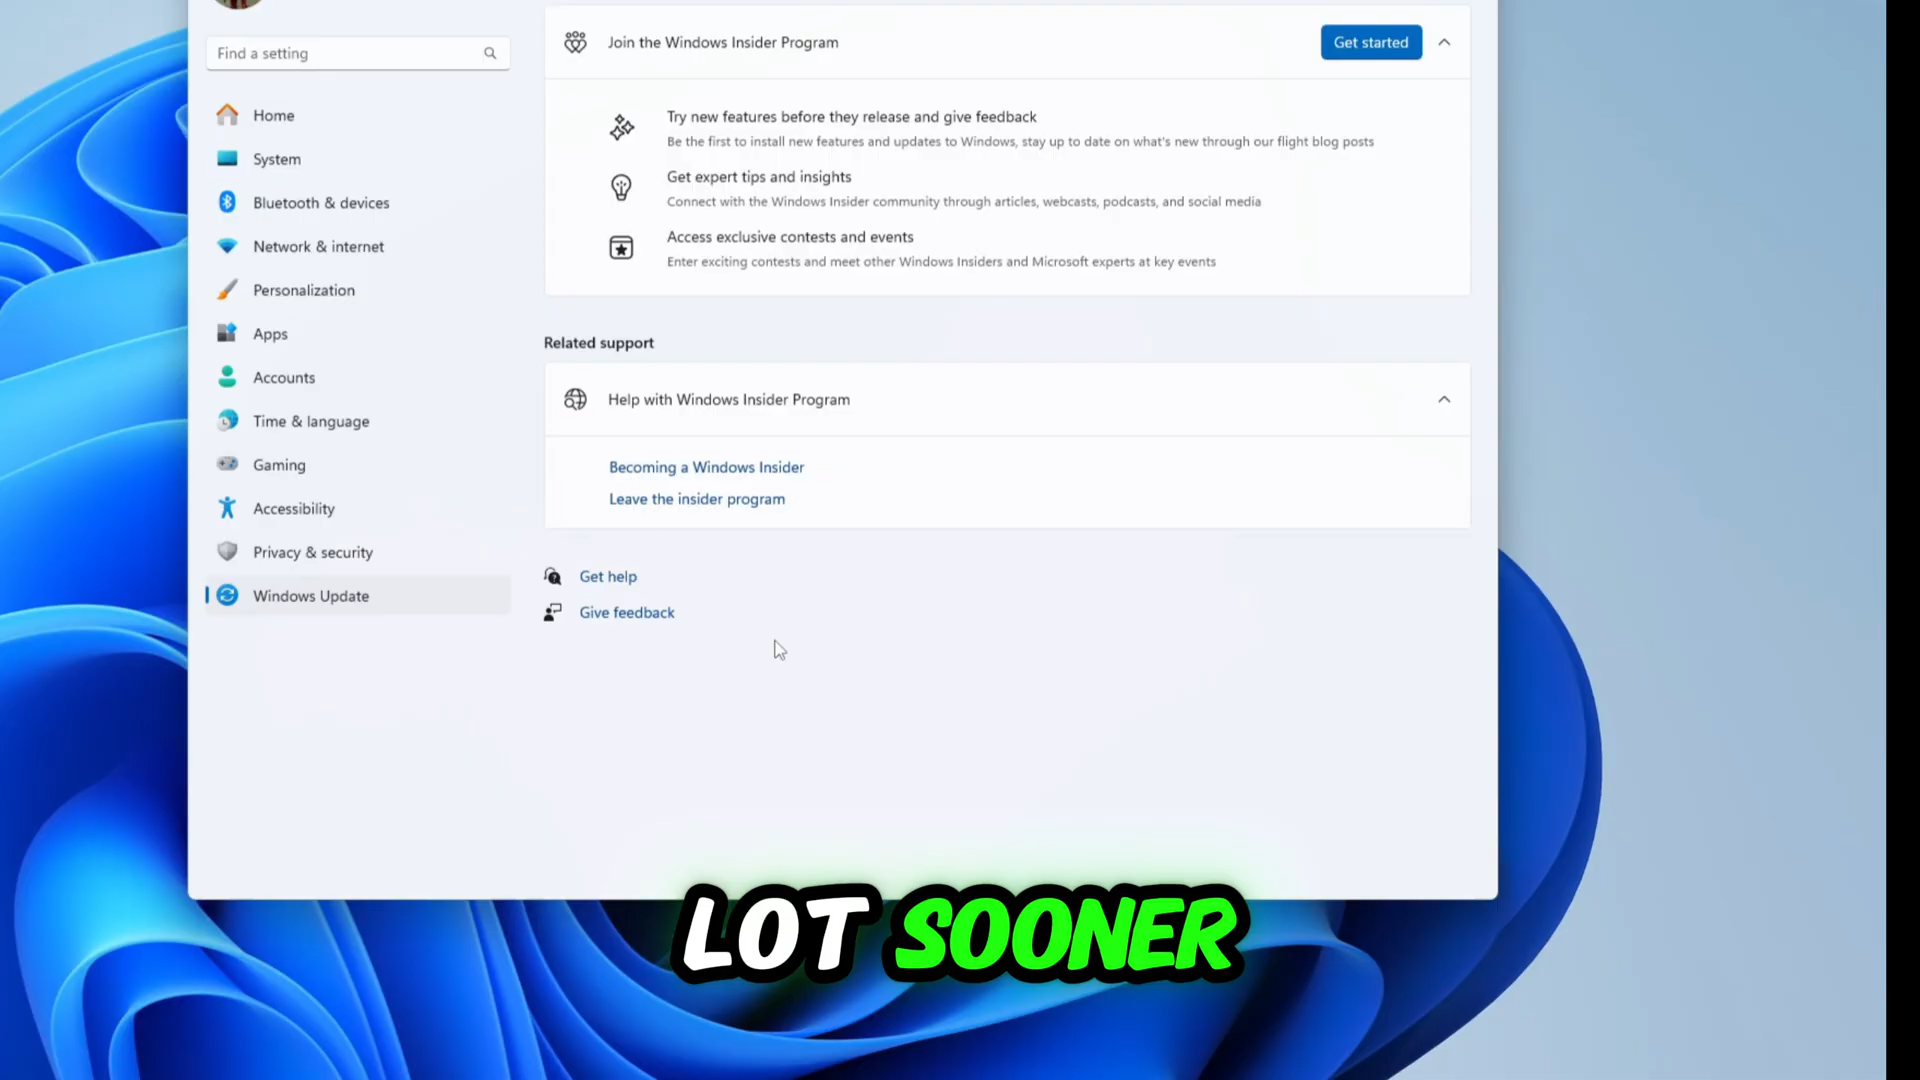 Find a setting
Home
System
Bluetooth & devices
Network & internet
Personalization
Apps
Accounts
Time & language
Gaming
Accessibility
Privacy & security
Windows Update
Join the Windows Insider Program
Get started
Try new features before they release and give feedback
Be the first to install new features and updates to Windows, stay up to date on what's new through our flight blog posts
Get expert tips and insights
Connect with the Windows Insider community through articles, webcasts, podcasts, and social media
Access exclusive contests and events
Enter exciting contests and meet other Windows Insiders and Microsoft experts at key events
Related support
Help with Windows Insider Program
Becoming a Windows Insider
Leave the insider program
Get help
Give feedback
LOT SOONER